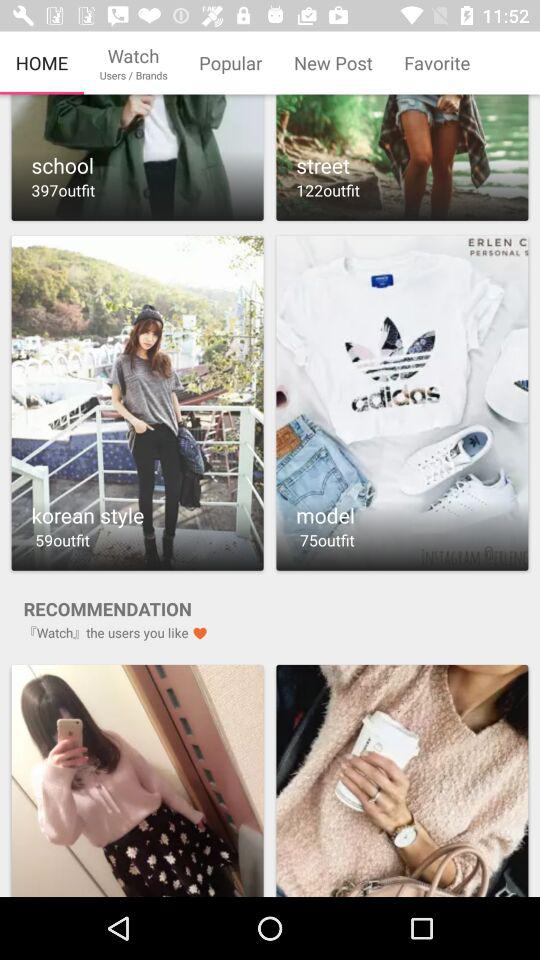 11:52
HOME
Watch
Users / Brands
Popular
New Post
Favorite
school
397outfit
street
122outfit
ERLEN C
PERSONAL S
adidas
korean style
59outfit
model
75outfit
INSTAGRAM @ERLENE
RECOMMENDATION
『Watch』the users you like